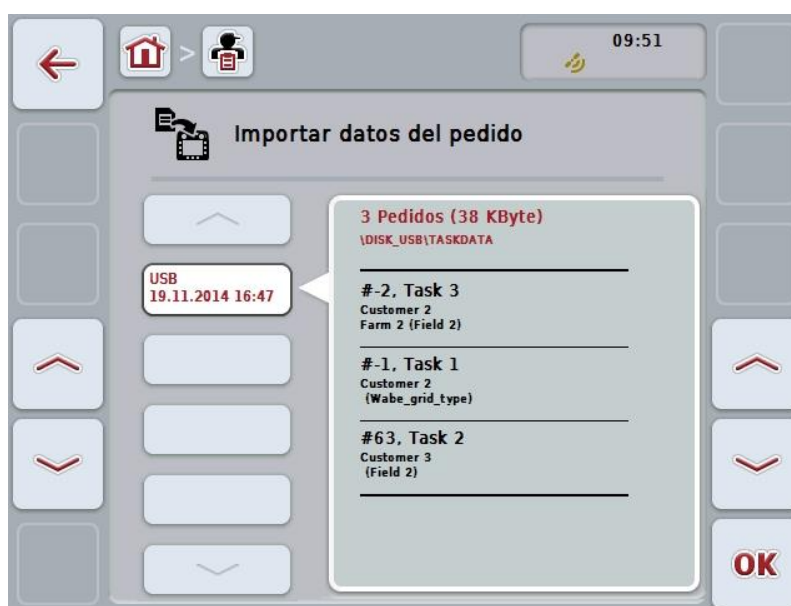 09:51
Importar datos del pedido
USB
19.11.2014 16:47
3 Pedidos (38 KByte)
\DISK_USB\TASKDATA
#-2, Task 3
Customer 2
Farm 2 (Field 2)
#-1, Task 1
Customer 2
(Wabe_grid_type)
#63, Task 2
Customer 3
(Field 2)
OK